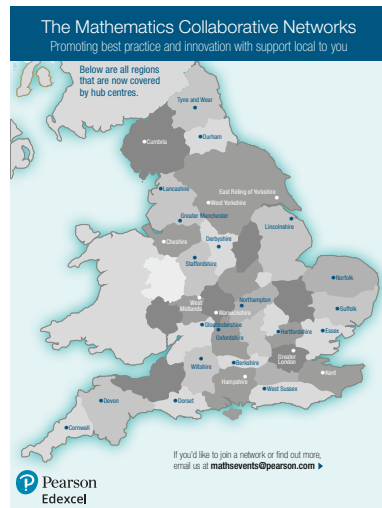 The Mathematics Collaborative Networks
Promoting best practice and innovation with support local to you
Below are all regions
that are now covered
by hub centres.
Tyne and Wear
Durham
Cumbria
Lancashire
East Riding of Yorkshire
West Yorkshire
Greater Manchester
Lincolnshire
Cheshire
Derbyshire
Staffordshire
Norfolk
West
Midlands
Northampton
Suffolk
Warwickshire
Gloucestershire
Oxfordshire
Hertfordshire
Essex
Greater
London
Wiltshire
Berkshire
Kent
Hampshire
West Sussex
Devon
Dorset
Cornwall
If you'd like to join a network or find out more,
email us at mathsevents@pearson.com
Pearson
Edexcel